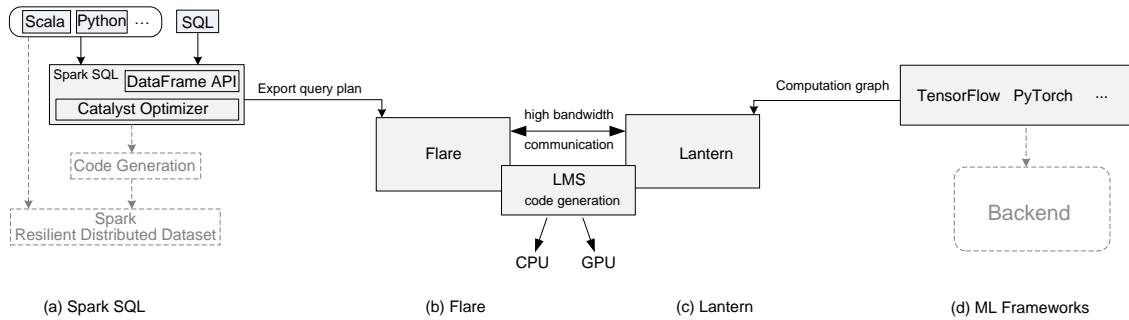 Scala Python ... SQL
Spark SQL
DataFrame API
Catalyst Optimizer
Code Generation
Spark
Resilient Distributed Dataset
Export query plan
Flare
high bandwidth
communication
Lantern
LMS
code generation
CPU GPU
Computation graph
TensorFlow PyTorch ...
Backend
(a) Spark SQL (b) Flare (c) Lantern (d) ML Frameworks